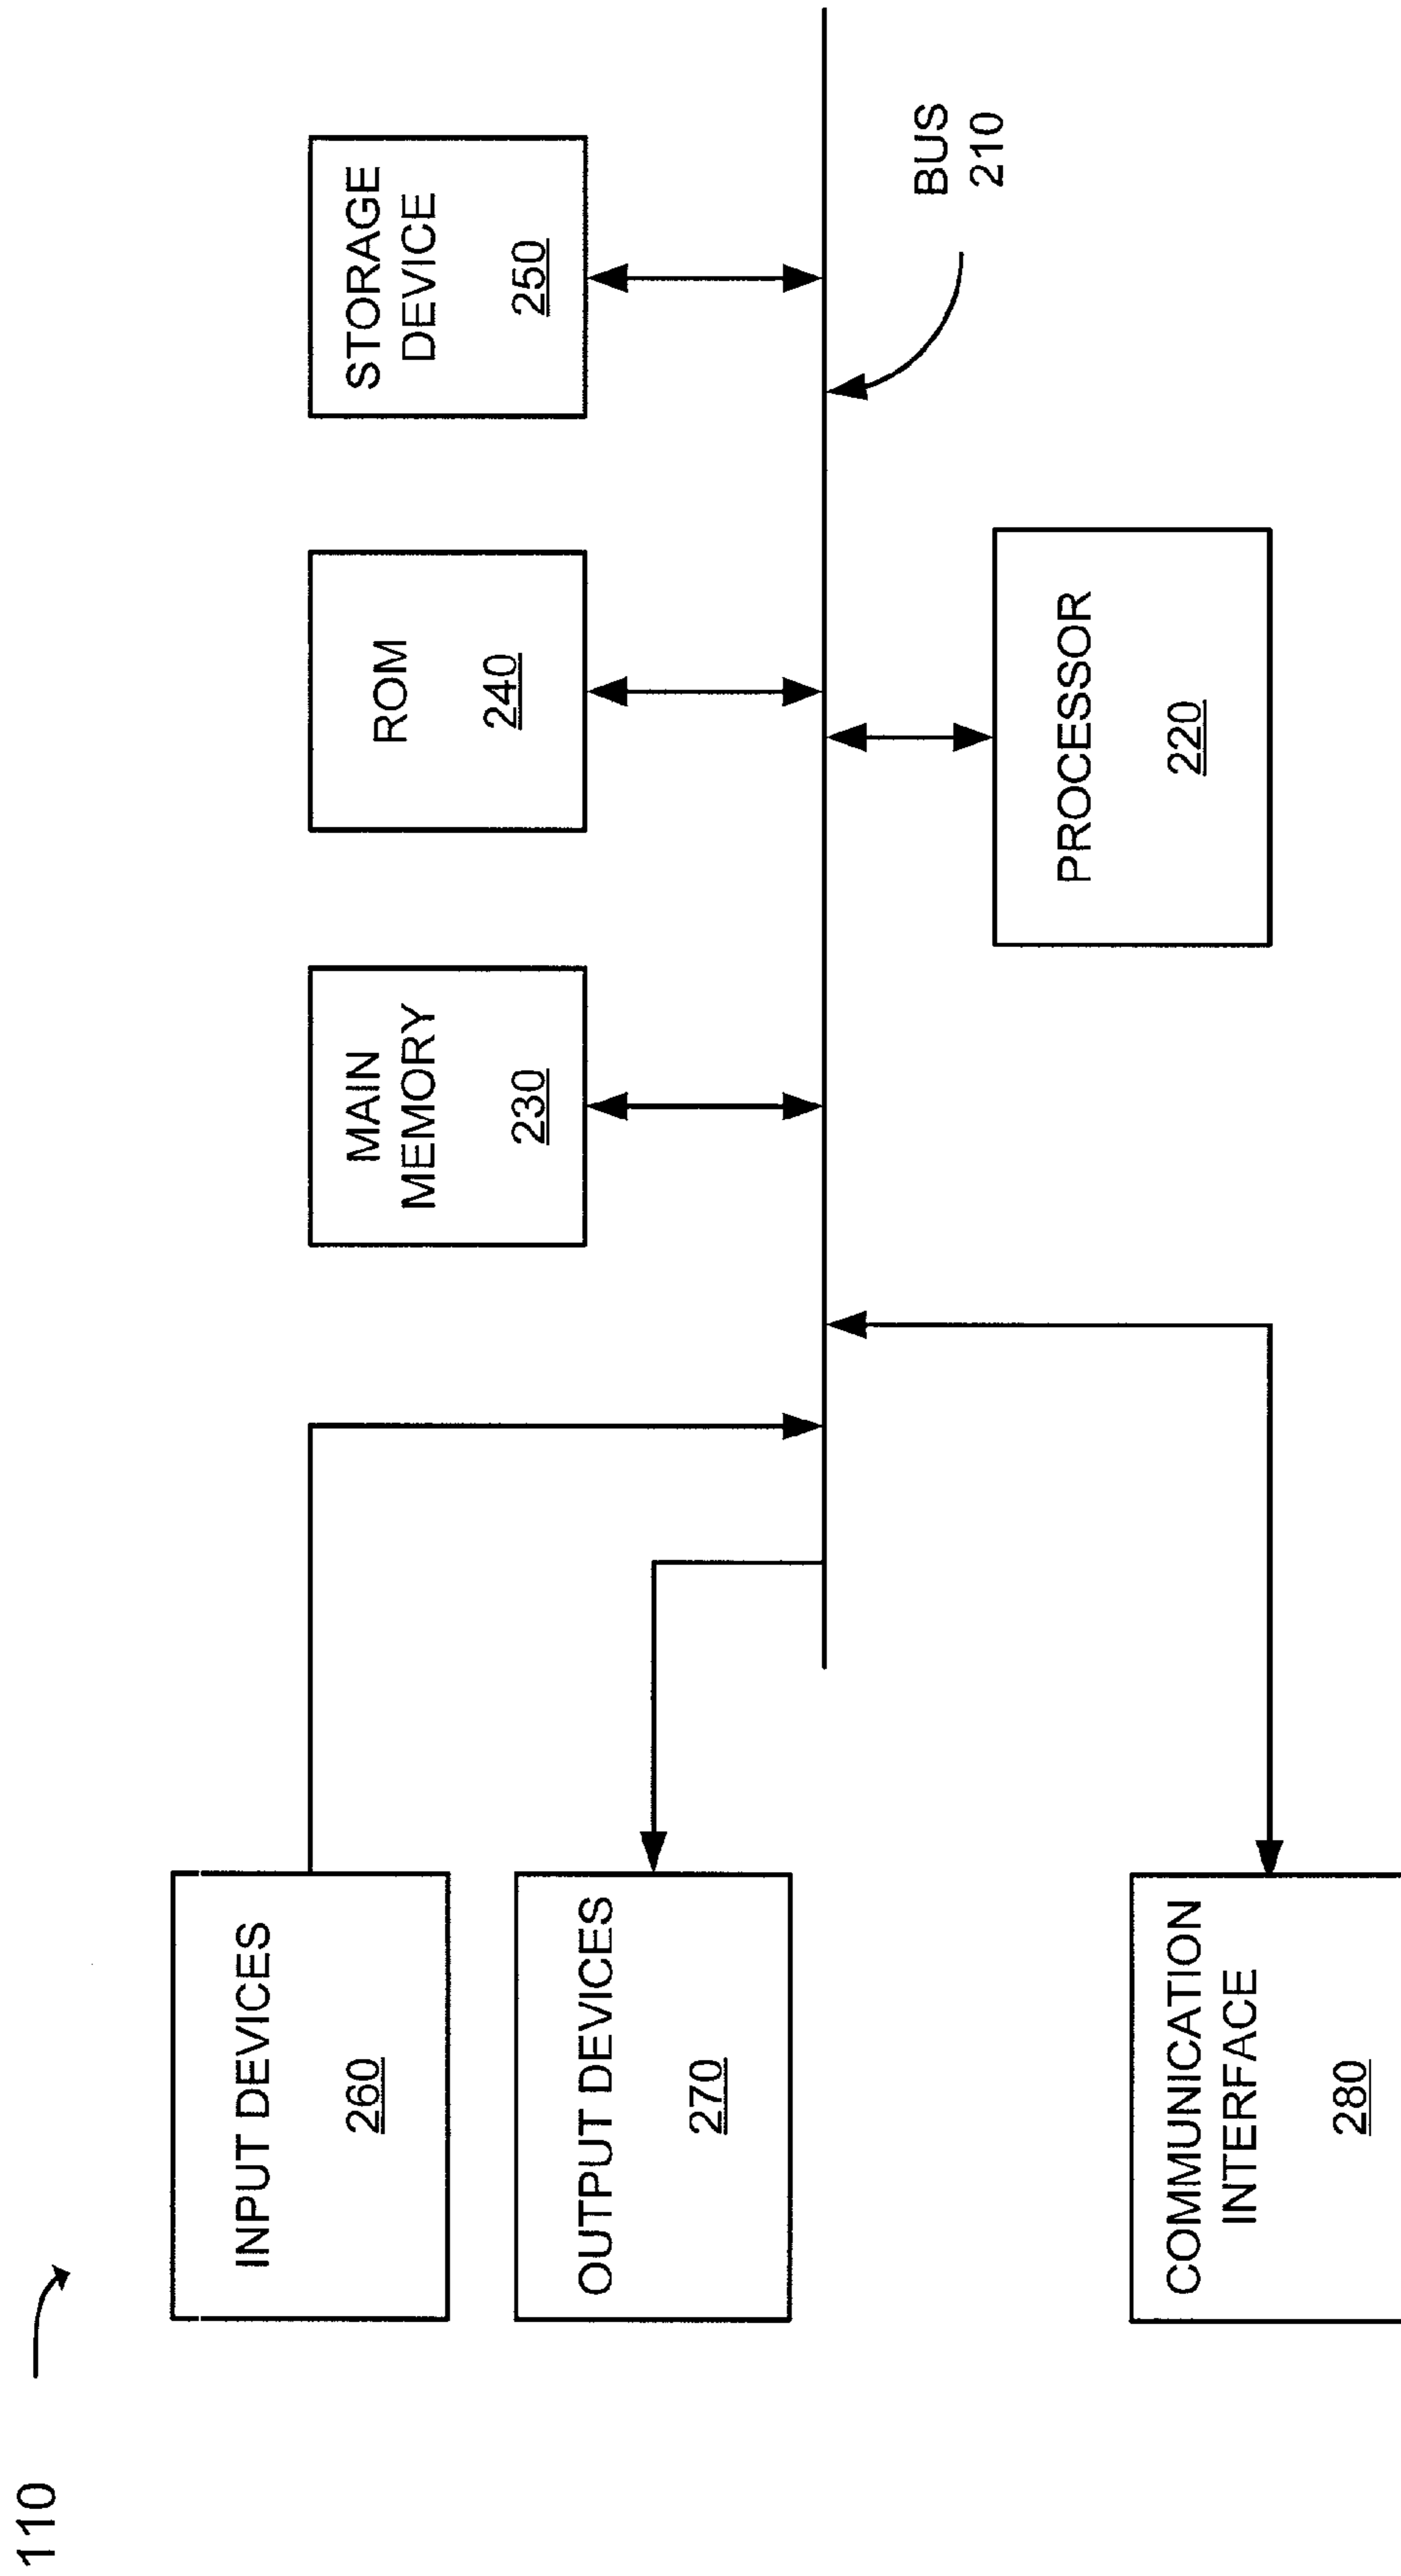 110
INPUT DEVICES
260
OUTPUT DEVICES
270
COMMUNICATION
INTERFACE
280
MAIN
MEMORY
230
ROM
240
STORAGE
DEVICE
250
PROCESSOR
220
BUS
210